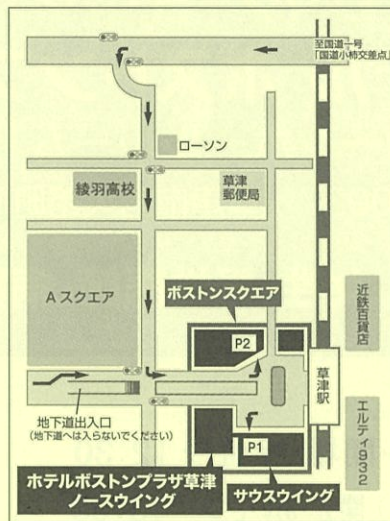 至国道一号
「国道小柿交差点」
ローソン
綾羽高校
草津
郵便局
Aスクエア
ボストンスクエア
近鉄百貨店
P2
草津駅
地下道出入口
(地下道へは入らないでください)
エルティ932
P1
ホテルボストンプラザ草津
ノースウイング
サウスウイング